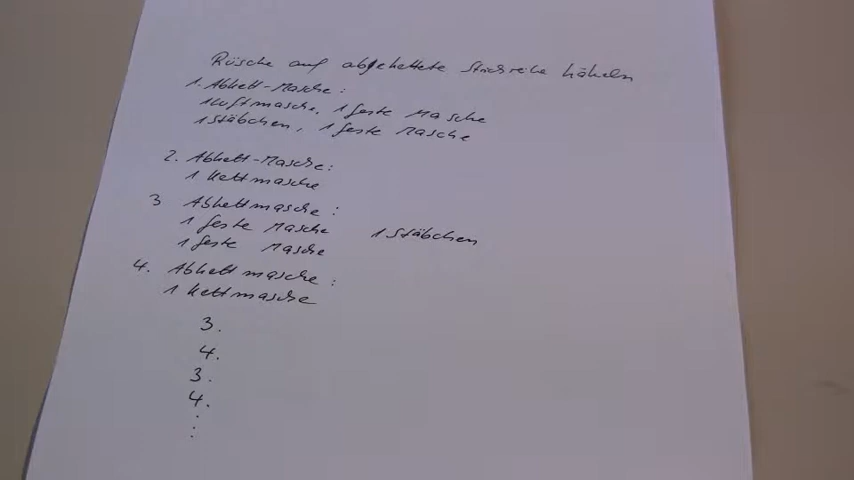 Rüsche auf abgekettete Strickreihe häkeln
1. Abkett-Masche:
1 Luftmasche, 1 feste Masche
1 Stäbchen, 1 feste Masche
2. Abkett-Masche:
1 Kettmasche
3 Abkettmasche:
1 feste Masche 1 Stäbchen
1 feste Masche
4. Abkettmasche:
1 Kettmasche
3.
4.
3.
4.
:
: